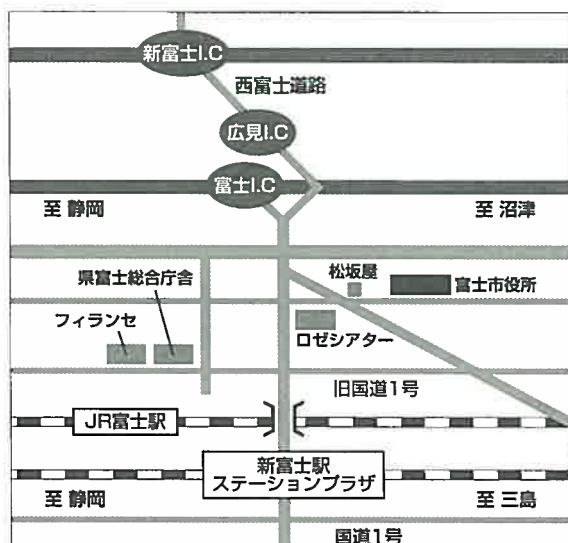 新富士I.C
西富士道路
広見I.C
富士I.C
至 静岡
至 沼津
県富士総合庁舎
松坂屋
富士市役所
フィランセ
ロゼシアター
旧国道1号
JR富士駅
新富士駅
ステーションプラザ
至 静岡
至 三島
国道1号